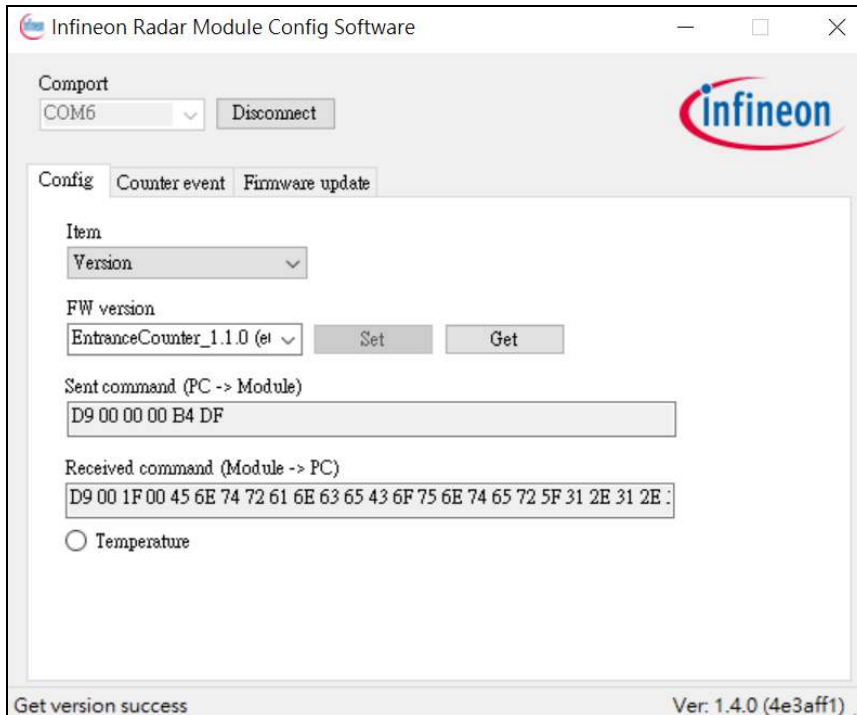 Infineon Radar Module Config Software
Comport
COM6
Disconnect
infineon
Config
Counter event
Firmware update
Item
Version
FW version
EntranceCounter_1.1.0 (e
Set
Get
Sent command (PC -> Module)
D9 00 00 00 B4 DF
Received command (Module -> PC)
D9 00 1F 00 45 6E 74 72 61 6E 63 65 43 6F 75 6E 74 65 72 5F 31 2E 31 2E
Temperature
Get version success
Ver: 1.4.0 (4e3aff1)